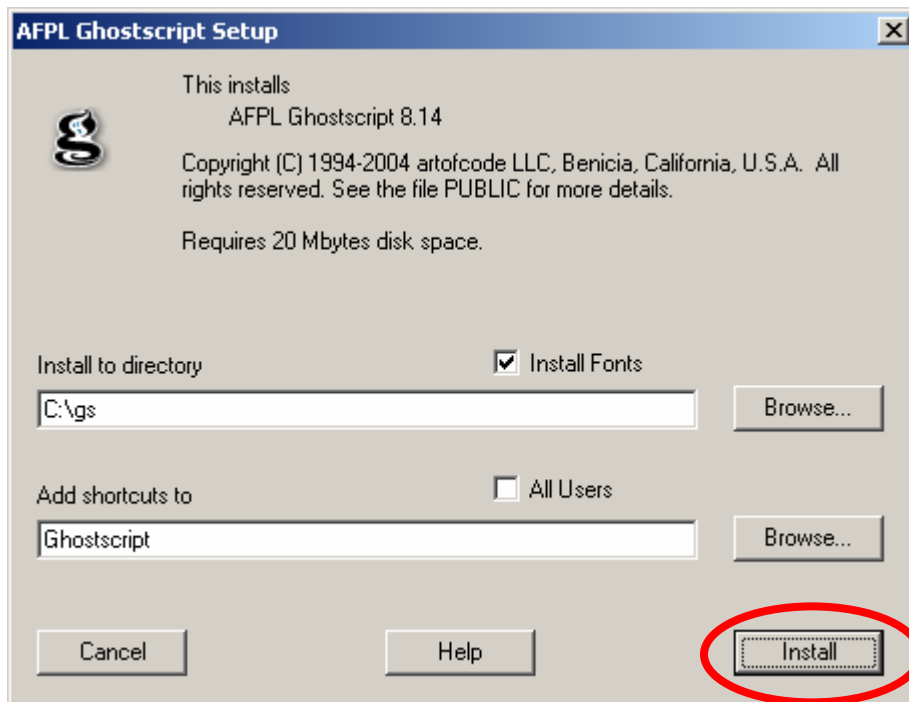 AFPL Ghostscript Setup
This installs
AFPL Ghostscript 8.14
Copyright (C) 1994-2004 artofcode LLC, Benicia, California, U.S.A. All
rights reserved. See the file PUBLIC for more details.
Requires 20 Mbytes disk space.
Install to directory
Install Fonts
C:\gs
Browse...
Add shortcuts to
All Users
Ghostscript
Browse...
Cancel
Help
Install